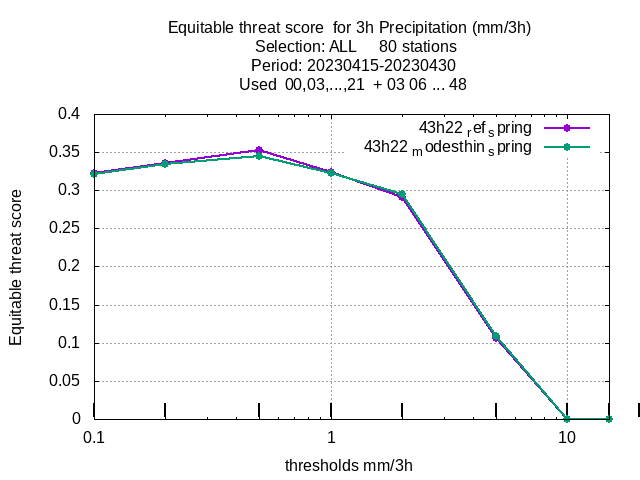 Equitable threat score  for 3h Precipitation (mm/3h)
Selection: ALL     80 stations
Period: 20230415-20230430
Used  00,03,...,21  + 03 06 ... 48
43h22 ref spring
43h22 modesthin spring
Equitable threat score
0.4
0.35
0.3
0.25
0.2
0.15
0.1
0.05
0
0.1 1 10
thresholds mm/3h